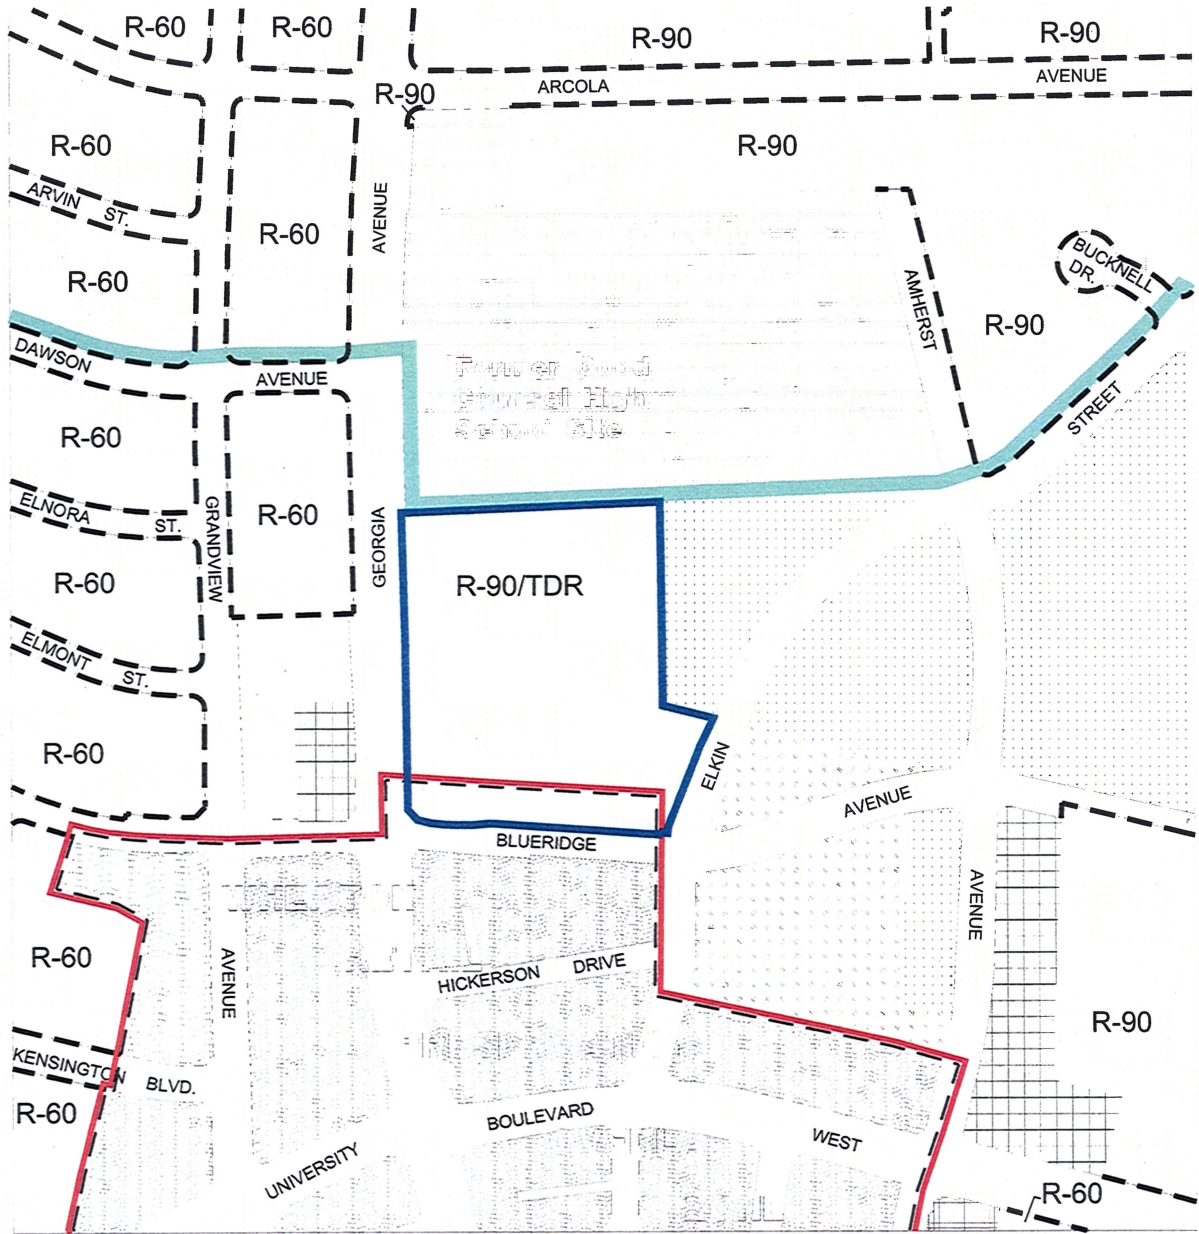 R-60
R-60
R-90
R-90
R-90
ARCOLA
AVENUE
R-60
R-90
ARVIN ST.
R-60
AVENUE
R-60
BUCKNELL
DR.
AMHERST
R-90
DAWSON
AVENUE
STREET
School Site
R-60
ELNORA ST.
GRANDVIEW
R-60
GEORGIA
R-60
R-90/TDR
ELMONT ST.
R-60
ELKIN
AVENUE
BLUERIDGE
AVENUE
R-60
AVENUE
HICKERSON DRIVE
R-90
KENSINGTON BLVD.
R-60
BOULEVARD
WEST
UNIVERSITY
R-60